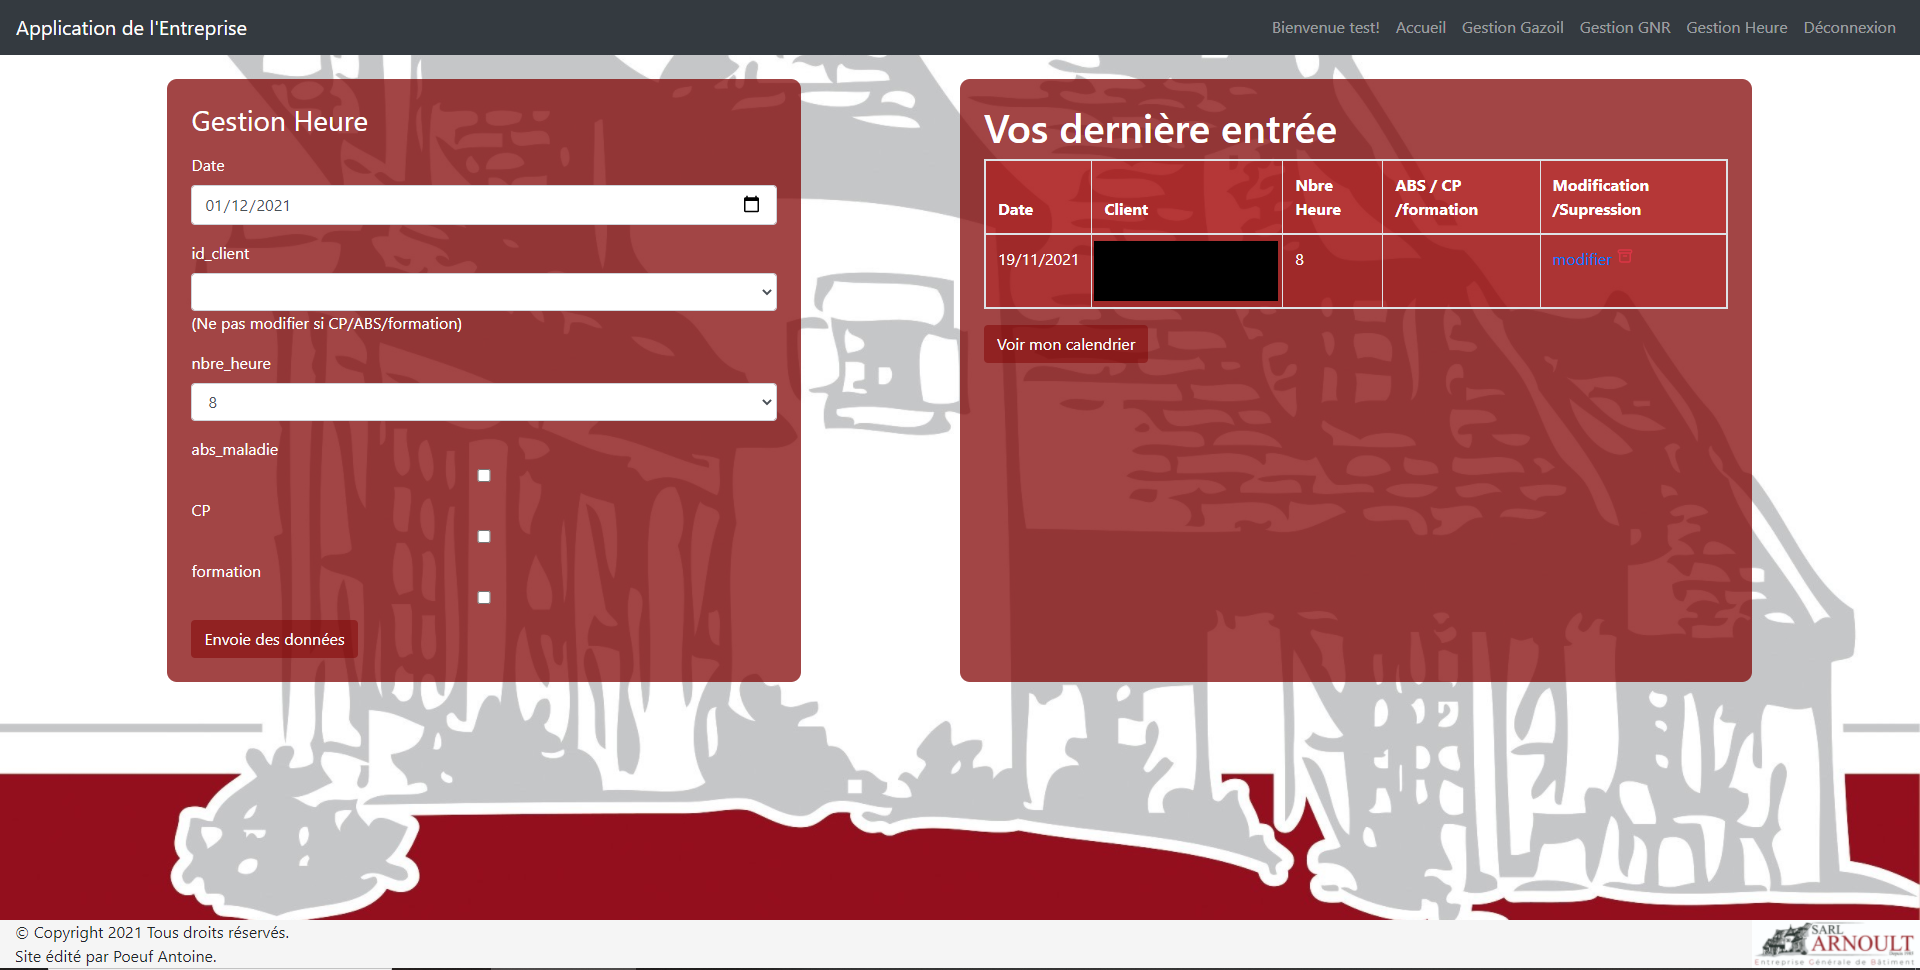 Application de l'Entreprise
Bienvenue test! Accueil Gestion Gazoil Gestion GNR Gestion Heure Déconnexion
Gestion Heure
Date
01/12/2021
id_client
(Ne pas modifier si CP/ABS/formation)
nbre_heure
8
abs_maladie
CP
formation
Envoie des données
Vos dernière entrée
Date Client Nbre Heure ABS / CP /formation Modification /Supression
19/11/2021 8 modifier
Voir mon calendrier
© Copyright 2021 Tous droits réservés.
Site édité par Poeuf Antoine.
SARL
ARNOULT
Depuis 1985
Entreprise Générale de Bâtiment